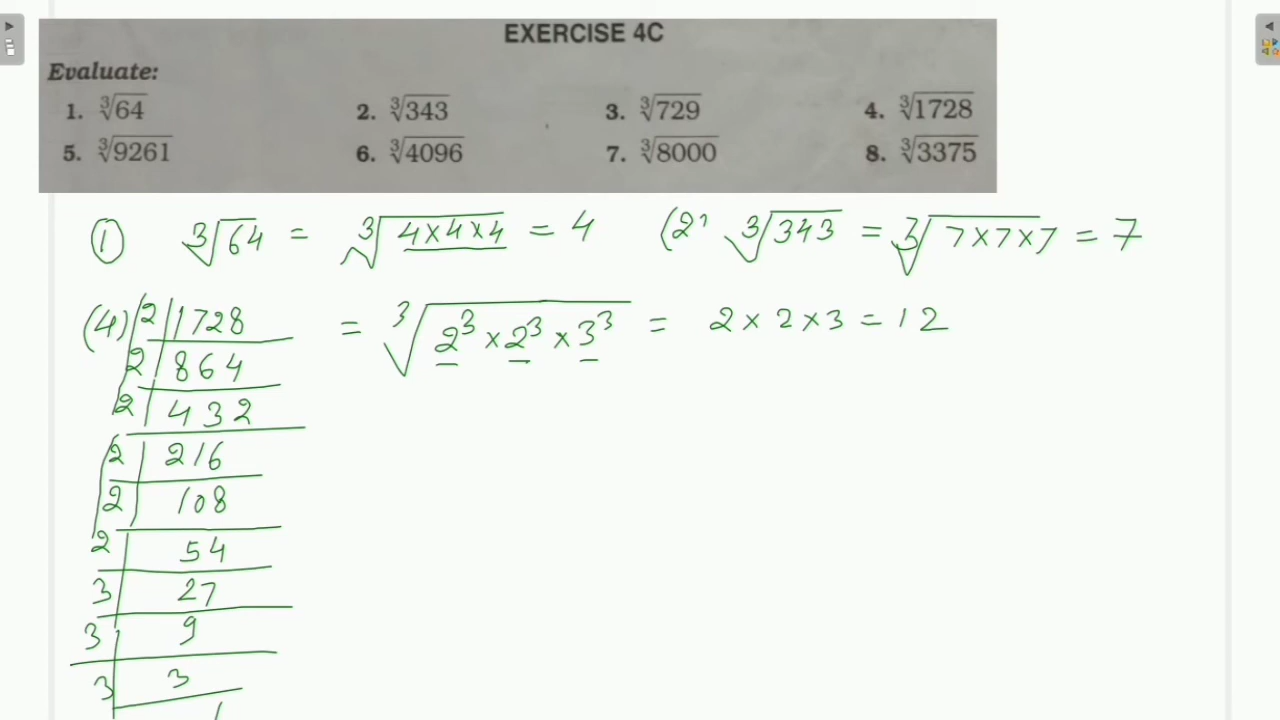 EXERCISE 4C
Evaluate:
1. ∛64 2. ∛343 3. ∛729 4. ∛1728
5. ∛9261 6. ∛4096 7. ∛8000 8. ∛3375
① ∛64 = ∛4×4×4 = 4 (2) ∛343 = ∛7×7×7 = 7
(4) 2 | 1728 = ∛2³ × 2³ × 3³ = 2 × 2 × 3 = 12
2 | 864
2 | 432
2 | 216
2 | 108
2 | 54
3 | 27
3 | 9
3 | 3
1